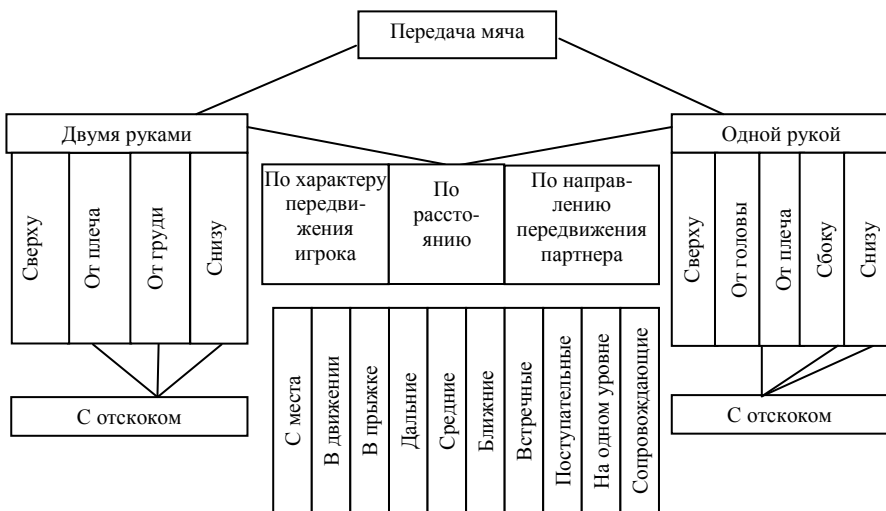 Передача мяча
Двумя руками
Одной рукой
Сверху
От плеча
От груди
Снизу
По характеру
передви-
жения
игрока
По
рассто-
янию
По направ-
лению
передвижения
партнера
Сверху
От головы
От плеча
Сбоку
Снизу
С отскоком
С места
В движении
В прыжке
Дальние
Средние
Ближние
Встречные
Поступательные
На одном уровне
Сопровождающие
С отскоком